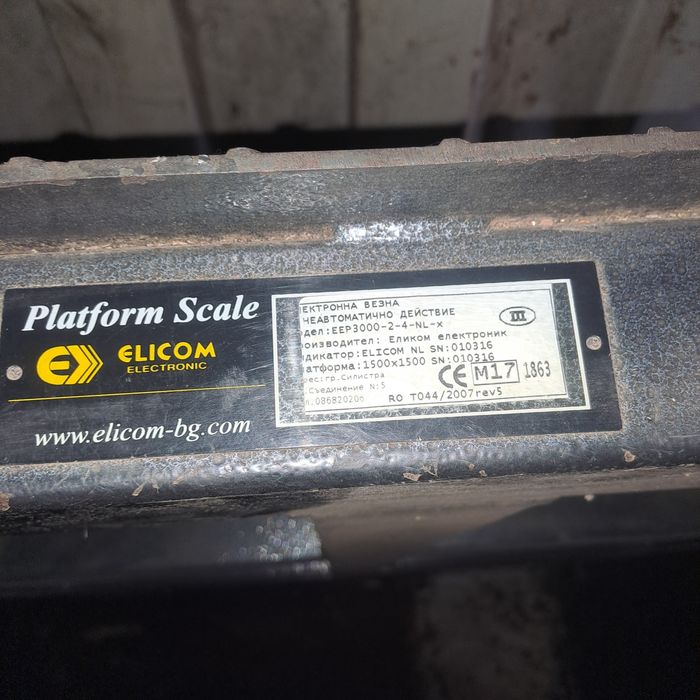 Platform Scale
ELICOM
ELECTRONIC
www.elicom-bg.com
ЕКТРОННА ВЕЗНА
ЧЕАВТОМАТИЧНО ДЕЙСТВИЕ
дел:EEP3000-2-4-NL-x
оизводител: Еликом електроник
дикатор:ELICOM NL SN:010316
атформа:1500x1500 SN:010316
рес:гр.Силистра
Съединение N:5
.086820206
III
CE M17 1863
RO T044/2007rev5